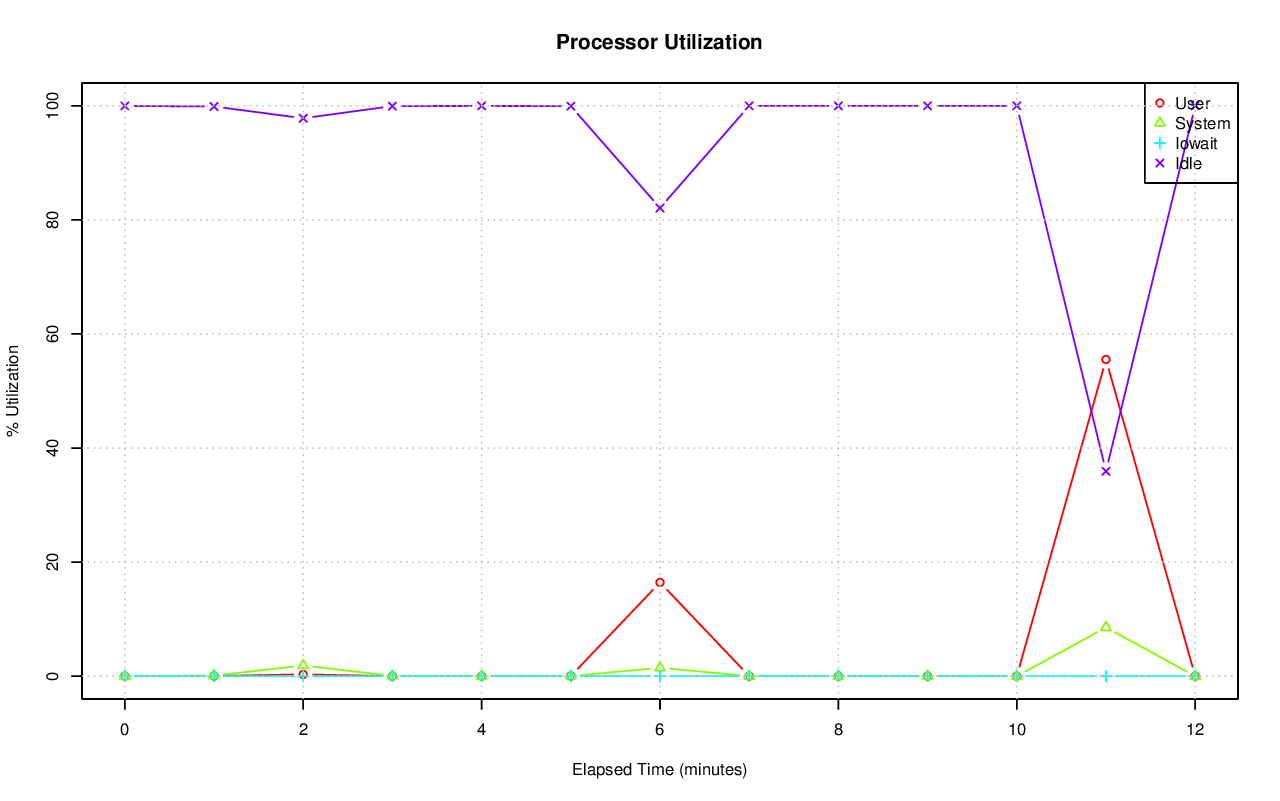 Processor Utilization
% Utilization
100
80
60
40
20
0
User
System
Iowait
Idle
0 2 4 6 8 10 12
Elapsed Time (minutes)